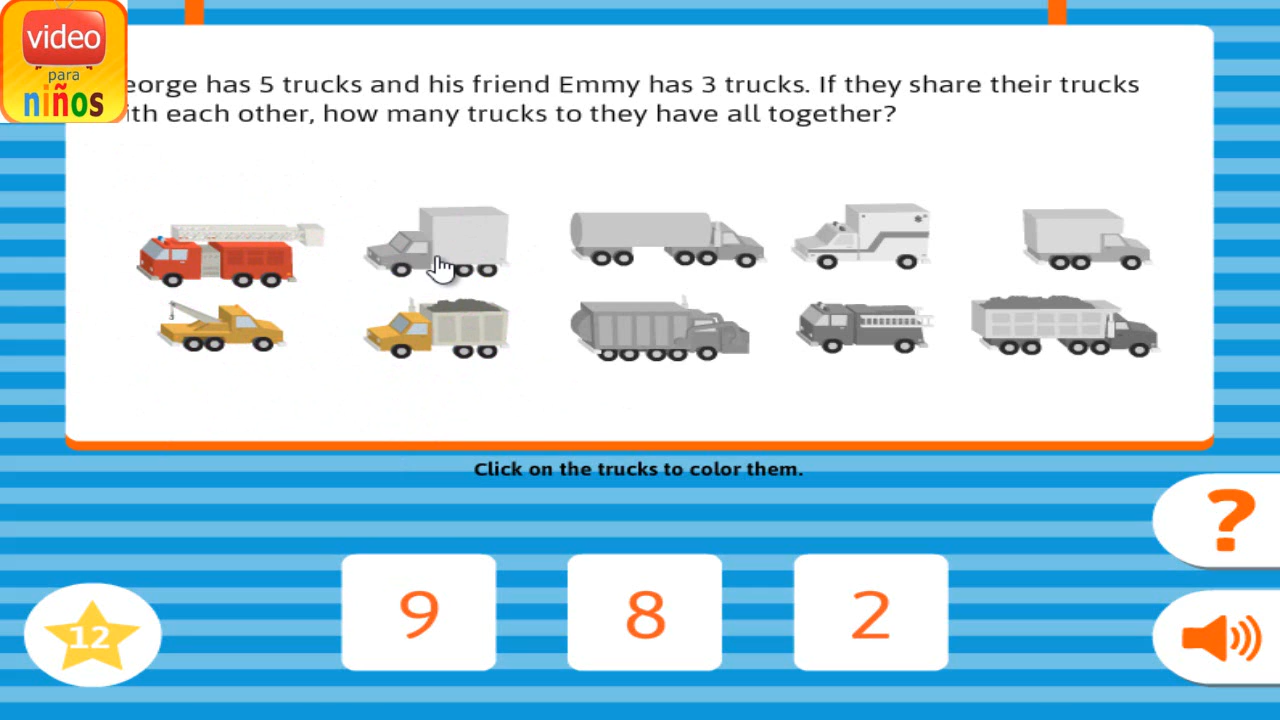 video
para
niños
eorge has 5 trucks and his friend Emmy has 3 trucks. If they share their trucks
ith each other, how many trucks to they have all together?
Click on the trucks to color them.
?
9 8 2
12